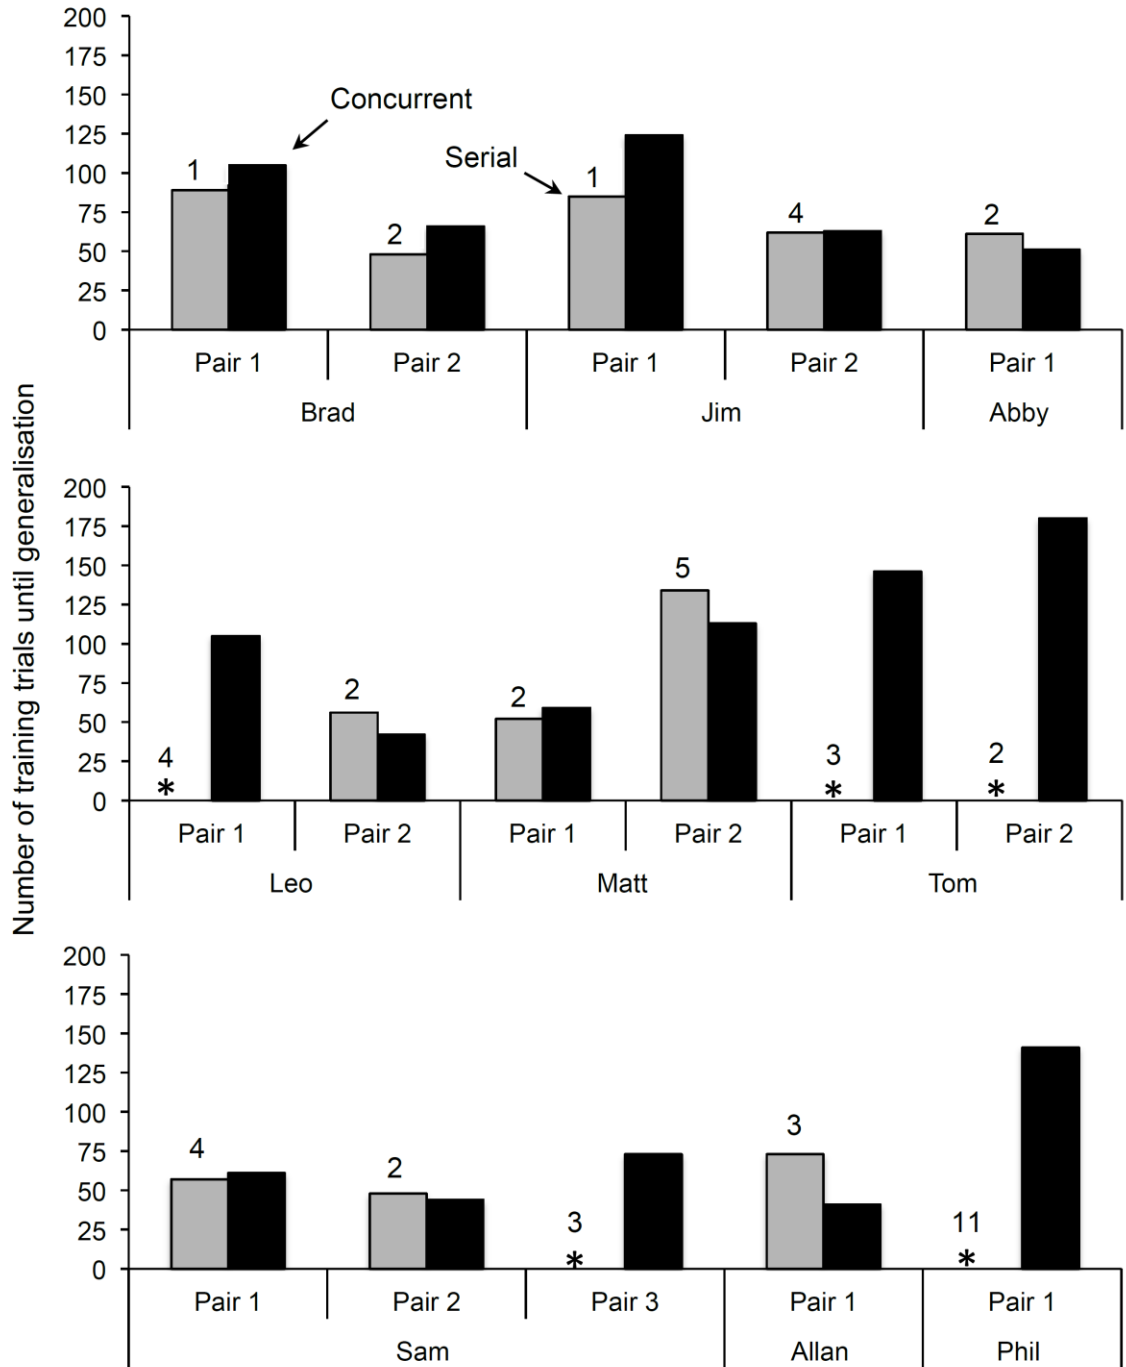 Number of training trials until generalisation
200
175
150
125
100
75
50
25
0
Concurrent
Serial
1
2
1
4
2
Pair 1
Pair 2
Pair 1
Pair 2
Pair 1
Brad
Jim
Abby
200
175
150
125
100
75
50
25
0
4
*
2
2
5
3
*
2
*
Pair 1
Pair 2
Pair 1
Pair 2
Pair 1
Pair 2
Leo
Matt
Tom
200
175
150
125
100
75
50
25
0
4
2
3
*
3
11
*
Pair 1
Pair 2
Pair 3
Pair 1
Pair 1
Sam
Allan
Phil